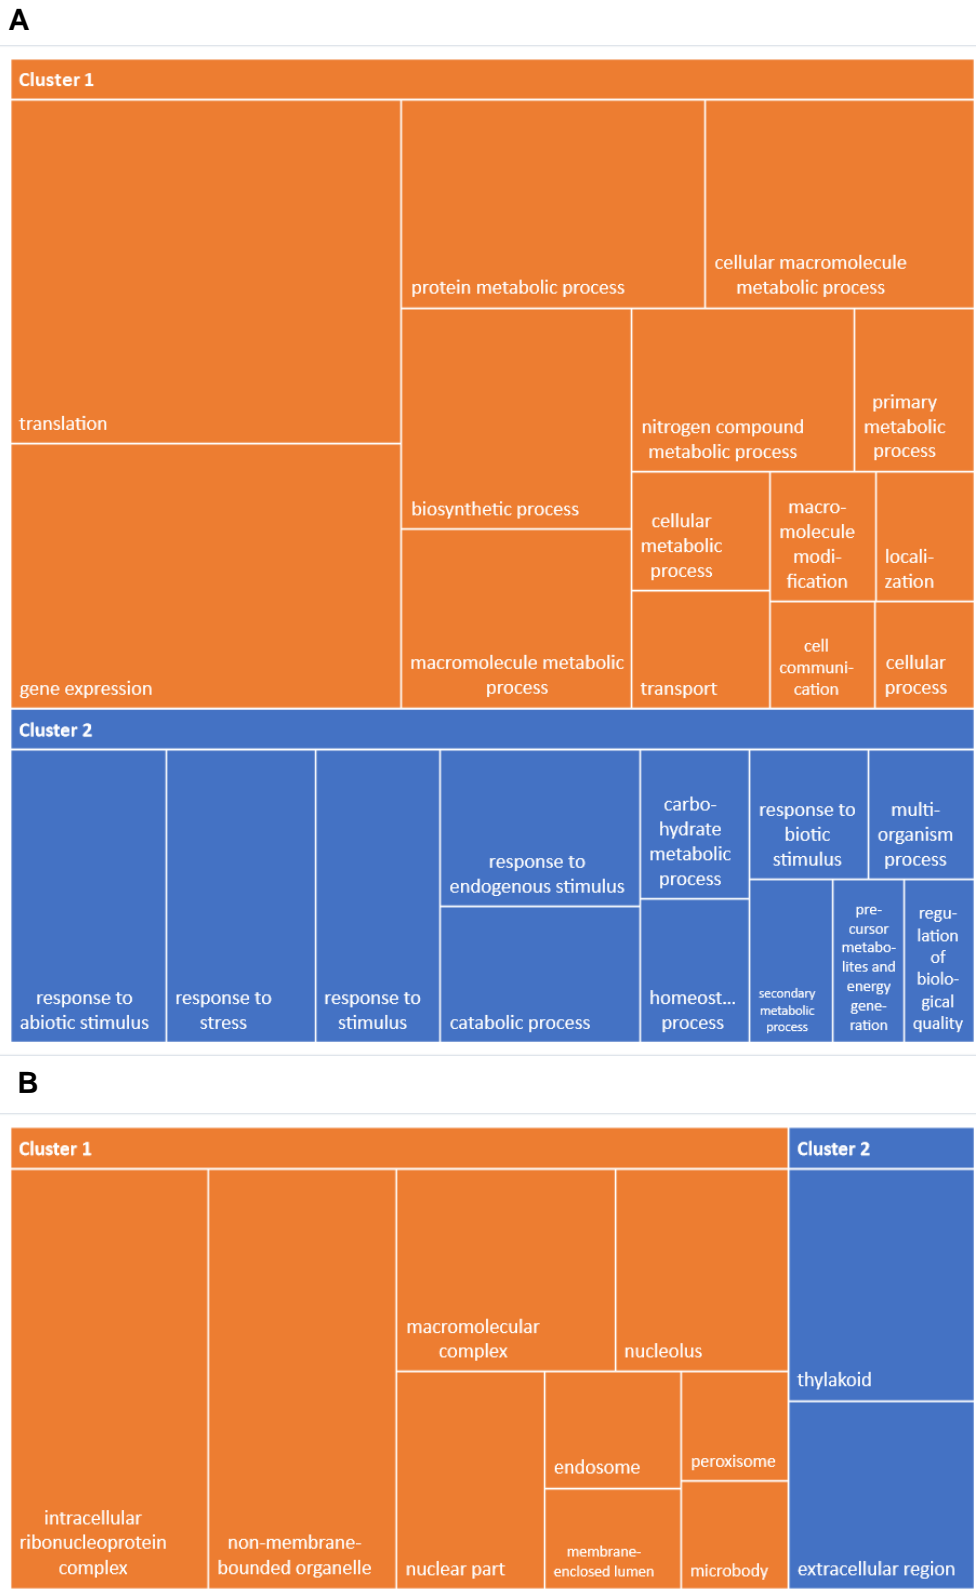 A
Cluster 1
translation
protein metabolic process
cellular macromolecule
metabolic process
gene expression
biosynthetic process
nitrogen compound
metabolic process
primary
metabolic
process
macromolecule metabolic
process
cellular
metabolic
process
macro-
molecule
modi-
fication
locali-
zation
transport
cell
communi-
cation
cellular
process
Cluster 2
response to
abiotic stimulus
response to
stress
response to
stimulus
response to
endogenous stimulus
catabolic process
carbo-
hydrate
metabolic
process
homeost...
process
response to
biotic
stimulus
multi-
organism
process
secondary
metabolic
process
pre-
cursor
metabo-
lites and
energy
gene-
ration
regu-
lation
of
biolo-
gical
quality
B
Cluster 1
intracellular
ribonucleoprotein
complex
non-membrane-
bounded organelle
macromolecular
complex
nucleolus
nuclear part
endosome
membrane-
enclosed lumen
peroxisome
microbody
Cluster 2
thylakoid
extracellular region